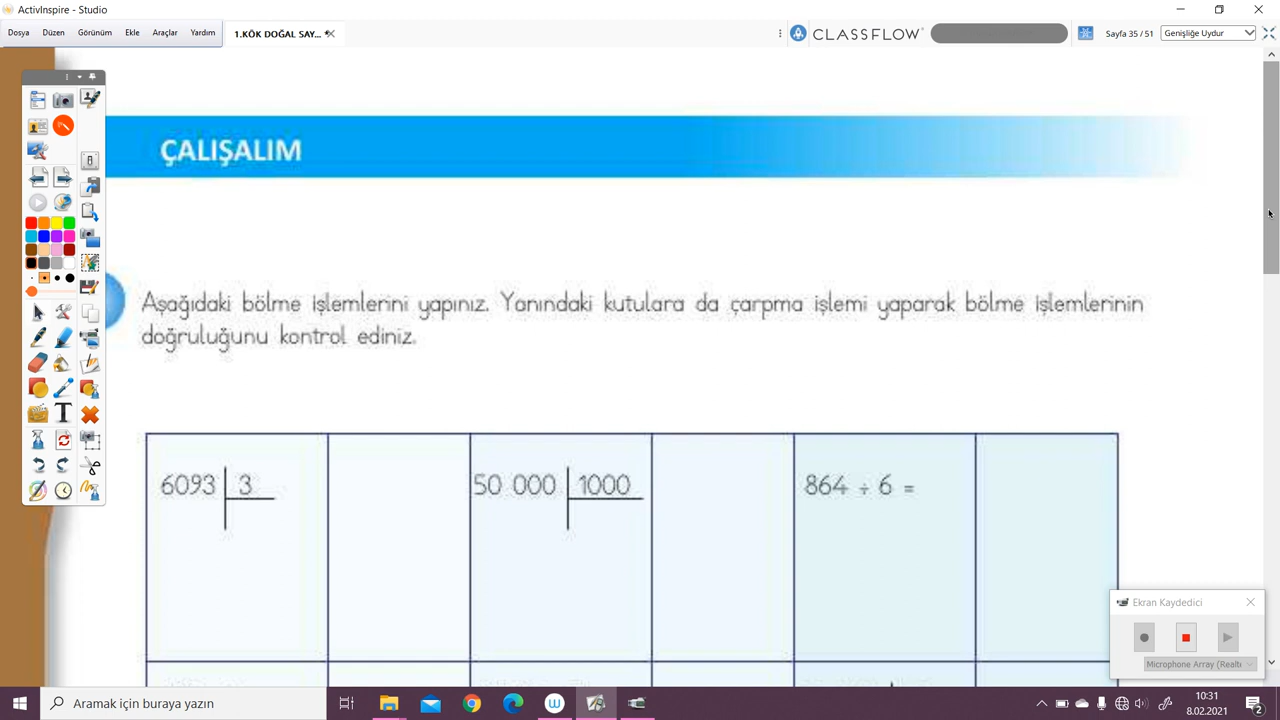 ActivInspire - Studio
Dosya Düzen Görünüm Ekle Araçlar Yardım
1.KÖK DOĞAL SAY...
CLASSFLOW
Sayfa 35 / 51
Genişliğe Uydur
ÇALIŞALIM
Aşağıdaki bölme işlemlerini yapınız. Yanındaki kutulara da çarpma işlemi yaparak bölme işlemlerinin
doğruluğunu kontrol ediniz.
6093 3
50 000 1000
864 ÷ 6 =
Ekran Kaydedici
Microphone Array (Realt
Aramak için buraya yazın
10:31
8.02.2021
2